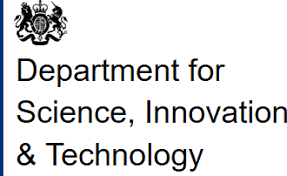 Department for
Science, Innovation
& Technology